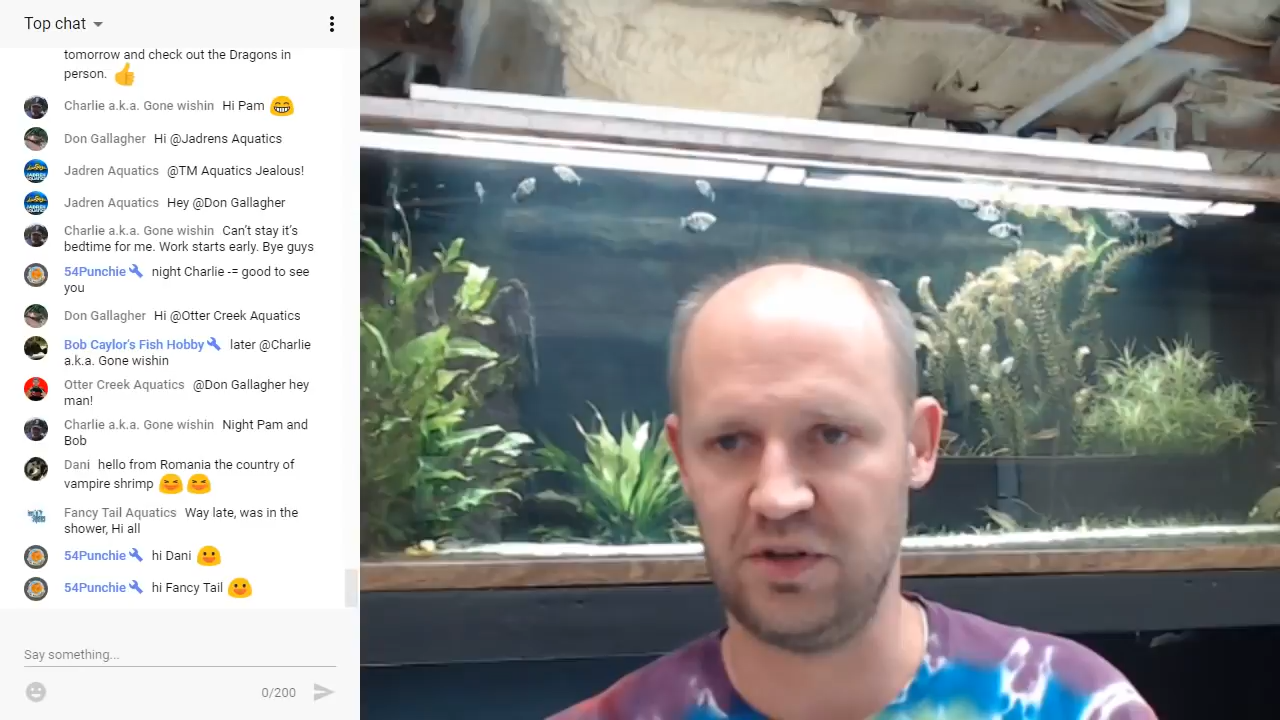 Top chat
tomorrow and check out the Dragons in
person.
Charlie a.k.a. Gone wishin Hi Pam
Don Gallagher Hi @Jadrens Aquatics
Jadren Aquatics @TM Aquatics Jealous!
Jadren Aquatics Hey @Don Gallagher
Charlie a.k.a. Gone wishin Can't stay it's
bedtime for me. Work starts early. Bye guys
54Punchie night Charlie -= good to see
you
Don Gallagher Hi @Otter Creek Aquatics
Bob Caylor's Fish Hobby later @Charlie
a.k.a. Gone wishin
Otter Creek Aquatics @Don Gallagher hey
man!
Charlie a.k.a. Gone wishin Night Pam and
Bob
Dani hello from Romania the country of
vampire shrimp
Fancy Tail Aquatics Way late, was in the
shower, Hi all
54Punchie hi Dani
54Punchie hi Fancy Tail
Say something...
0/200